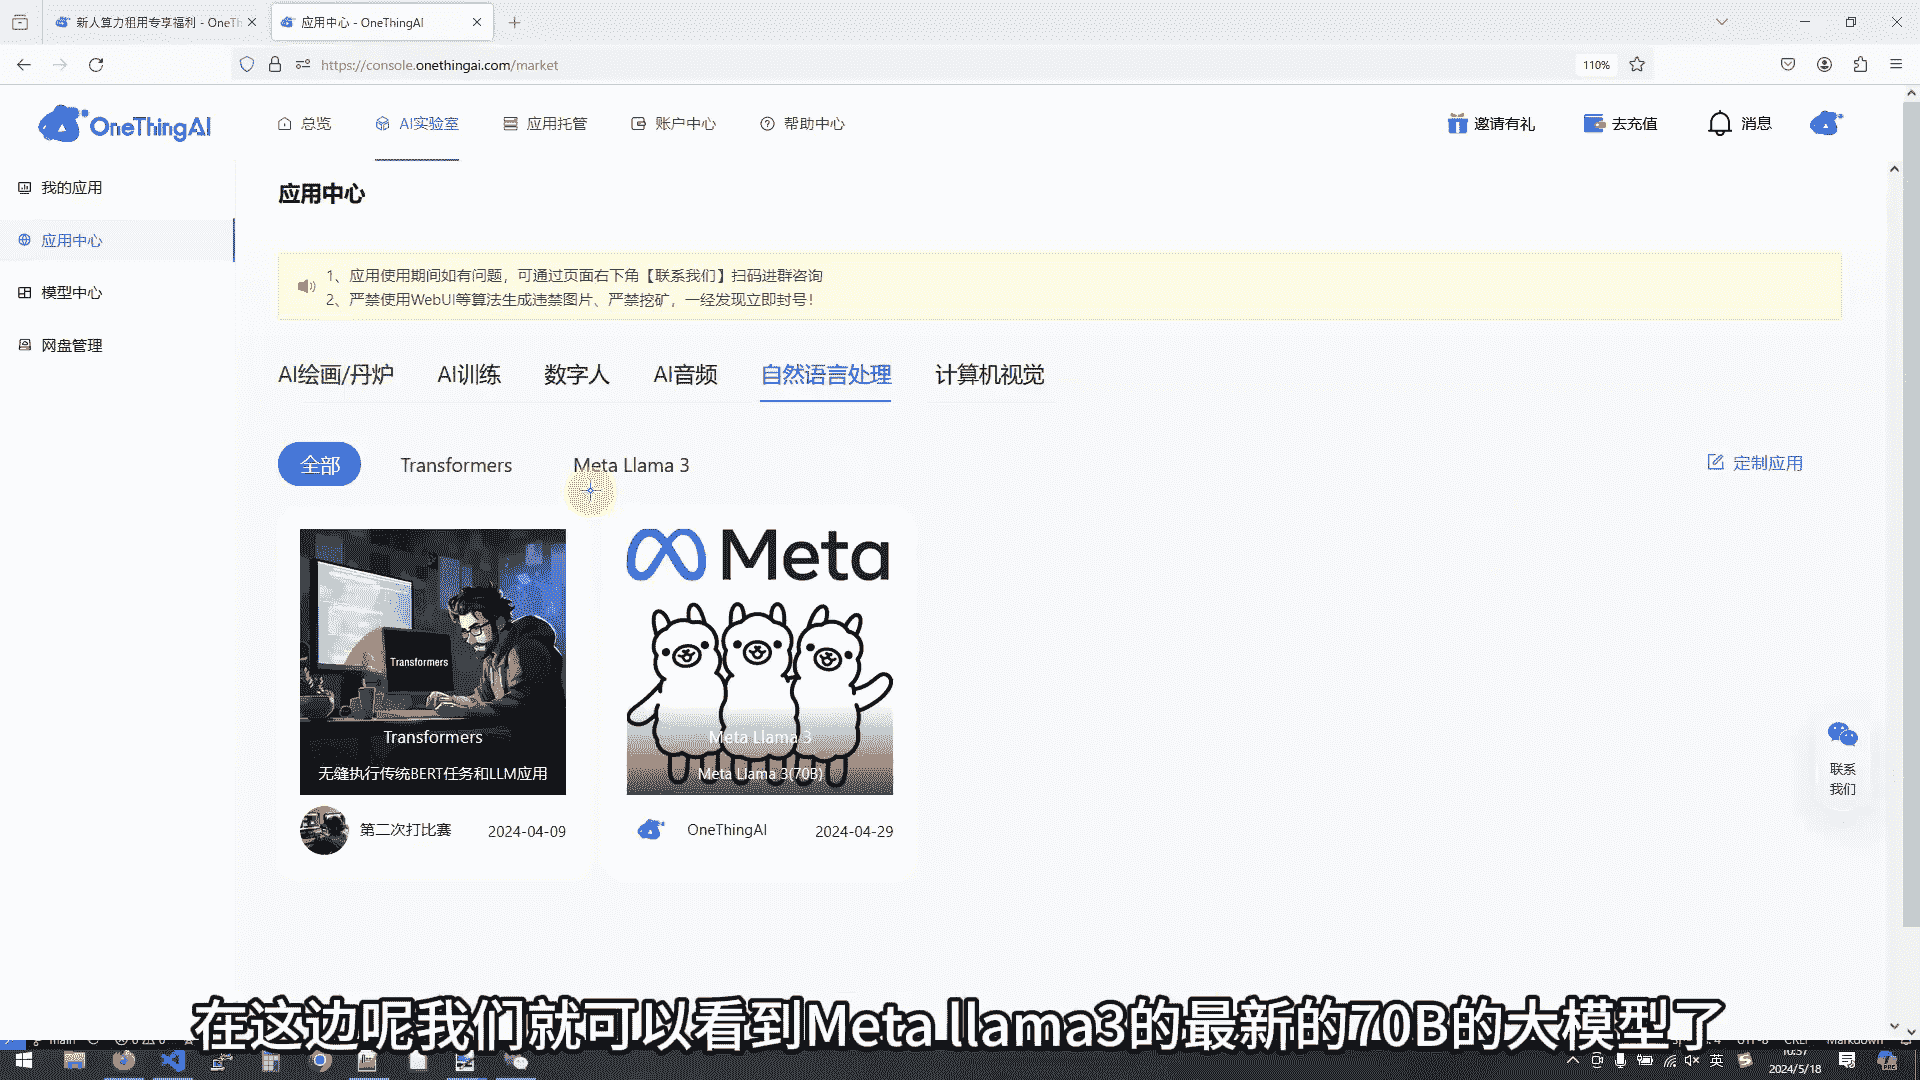 新人算力租用专享福利 - OneTh
应用中心 - OneThingAI
https://console.onethingai.com/market
110%
OneThingAI
总览
AI实验室
应用托管
账户中心
帮助中心
邀请有礼
去充值
消息
我的应用
应用中心
模型中心
网盘管理
应用中心
1、应用使用期间如有问题，可通过页面右下角【联系我们】扫码进群咨询
2、严禁使用WebUI等算法生成违禁图片、严禁挖矿，一经发现立即封号！
AI绘画/丹炉
AI训练
数字人
AI音频
自然语言处理
计算机视觉
全部
Transformers
Meta Llama 3
定制应用
Transformers
Transformers
无缝执行传统BERT任务和LLM应用
第二次打比赛
2024-04-09
Meta
Meta Llama 3
Meta Llama 3(70B)
OneThingAI
2024-04-29
联系
我们
在这边呢我们就可以看到Meta llama3的最新的70B的大模型了
英
10:57
2024/5/18